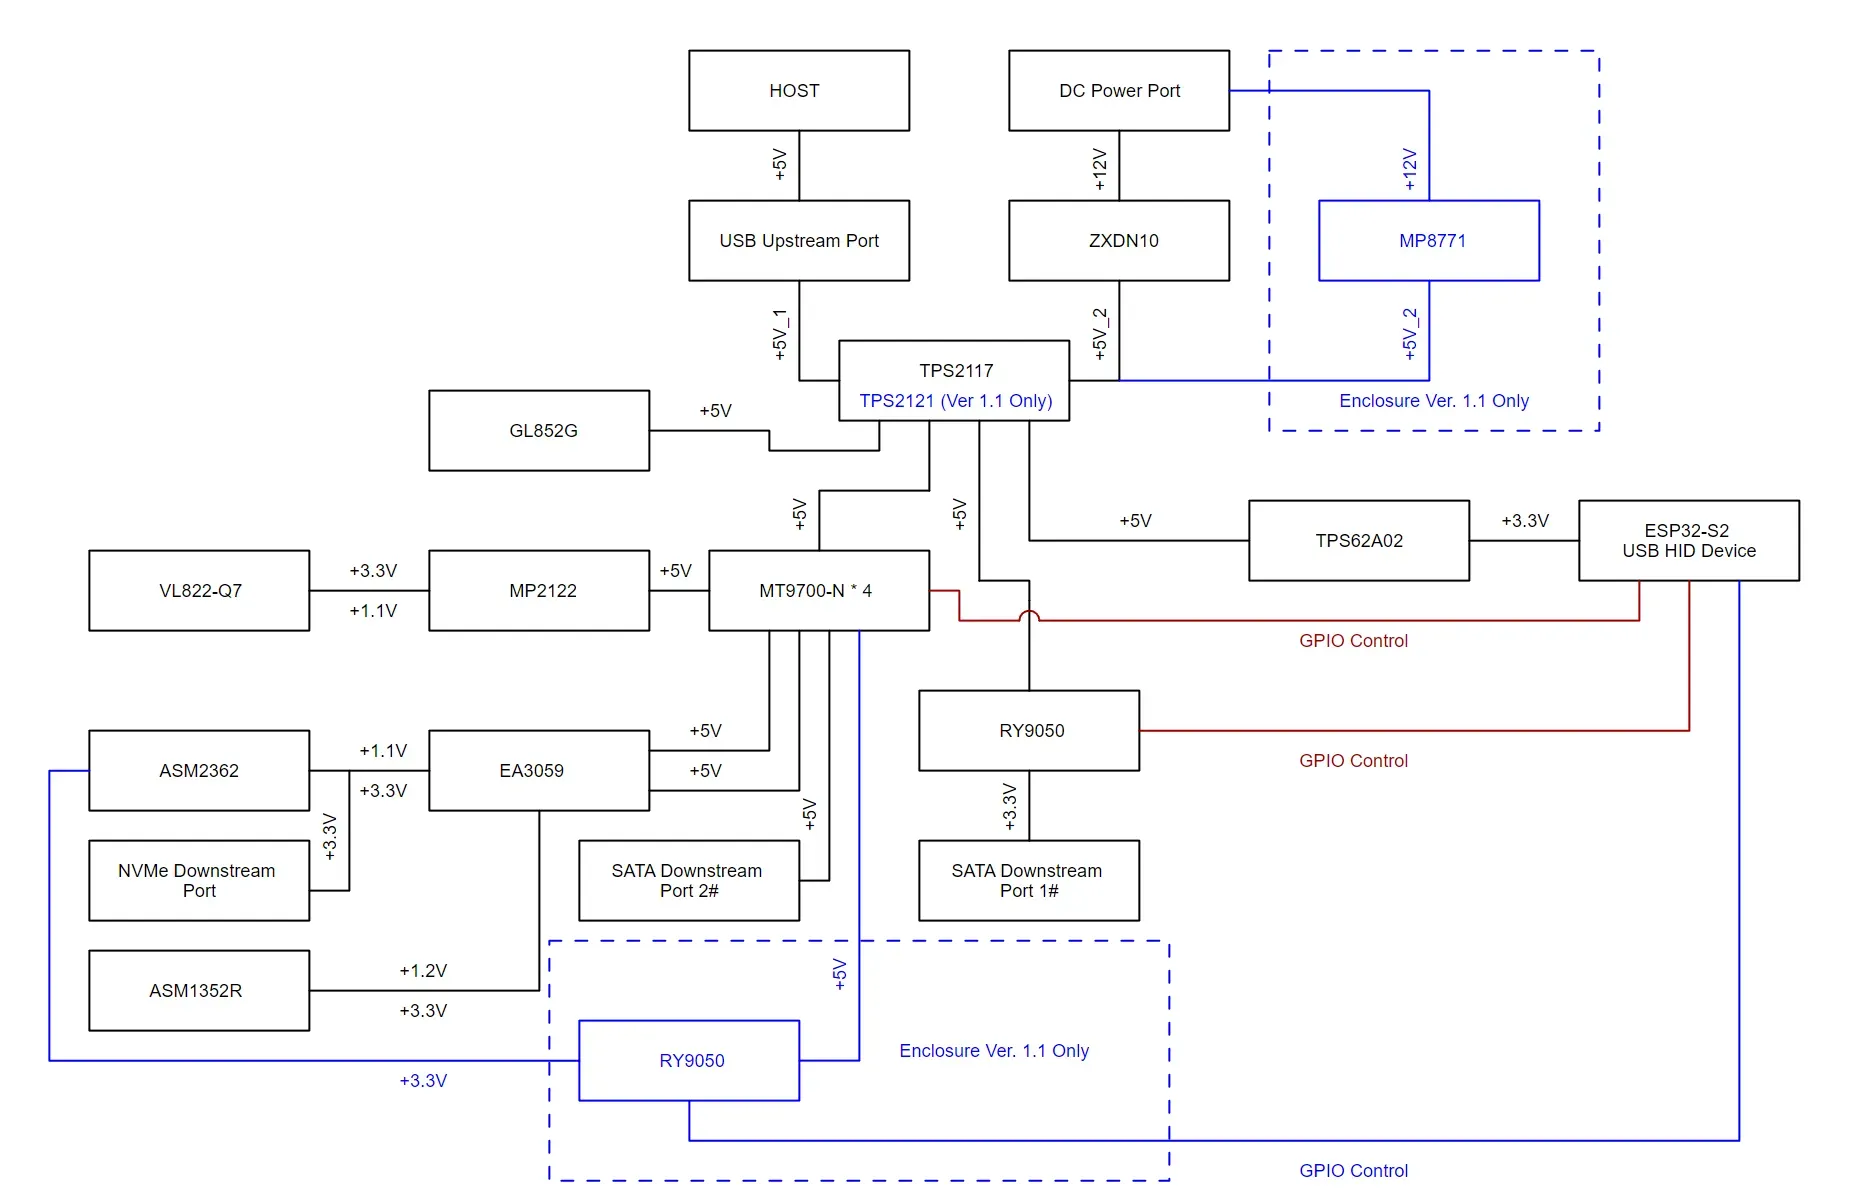 HOST
DC Power Port
+5V
+12V
+12V
USB Upstream Port
ZXDN10
MP8771
+5V_1
+5V_2
+5V_2
TPS2117
TPS2121 (Ver 1.1 Only)
Enclosure Ver. 1.1 Only
GL852G
+5V
+5V
+5V
+5V
TPS62A02
+3.3V
ESP32-S2
USB HID Device
VL822-Q7
+3.3V
+1.1V
MP2122
+5V
MT9700-N * 4
GPIO Control
RY9050
GPIO Control
ASM2362
+1.1V
+3.3V
EA3059
+5V
+5V
+5V
+3.3V
+3.3V
NVMe Downstream
Port
SATA Downstream
Port 2#
SATA Downstream
Port 1#
ASM1352R
+1.2V
+3.3V
+5V
RY9050
Enclosure Ver. 1.1 Only
+3.3V
GPIO Control